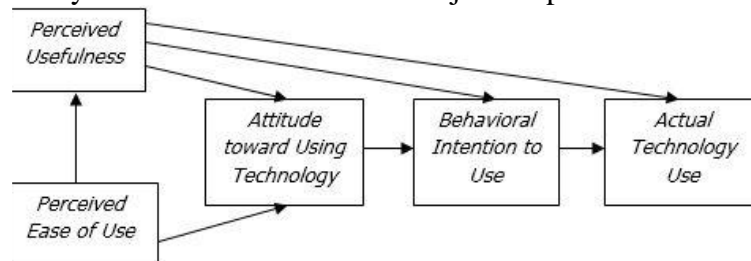 Perceived
Usefulness
Attitude
toward Using
Technology
Behavioral
Intention to
Use
Actual
Technology
Use
Perceived
Ease of Use